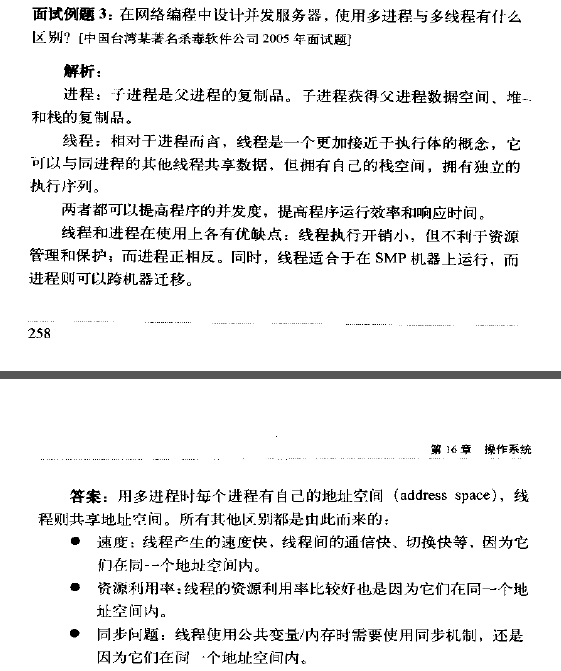 面试例题 3：在网络编程中设计并发服务器，使用多进程与多线程有什么
区别？[中国台湾某著名杀毒软件公司 2005 年面试题]
解析：
进程：子进程是父进程的复制品。子进程获得父进程数据空间、堆
和栈的复制品。
线程：相对于进程而言，线程是一个更加接近于执行体的概念，它
可以与同进程的其他线程共享数据，但拥有自己的栈空间，拥有独立的
执行序列。
两者都可以提高程序的并发度，提高程序运行效率和响应时间。
线程和进程在使用上各有优缺点：线程执行开销小，但不利于资源
管理和保护；而进程正相反。同时，线程适合于在 SMP 机器上运行，而
进程则可以跨机器迁移。
258
第 16 章 操作系统
答案：用多进程时每个进程有自己的地址空间（address space），线
程则共享地址空间。所有其他区别都是由此而来的：
● 速度：线程产生的速度快，线程间的通信快、切换快等，因为它
们在同一个地址空间内。
● 资源利用率：线程的资源利用率比较好也是因为它们在同一个地
址空间内。
● 同步问题：线程使用公共变量/内存时需要使用同步机制，还是
因为它们在同一个地址空间内。